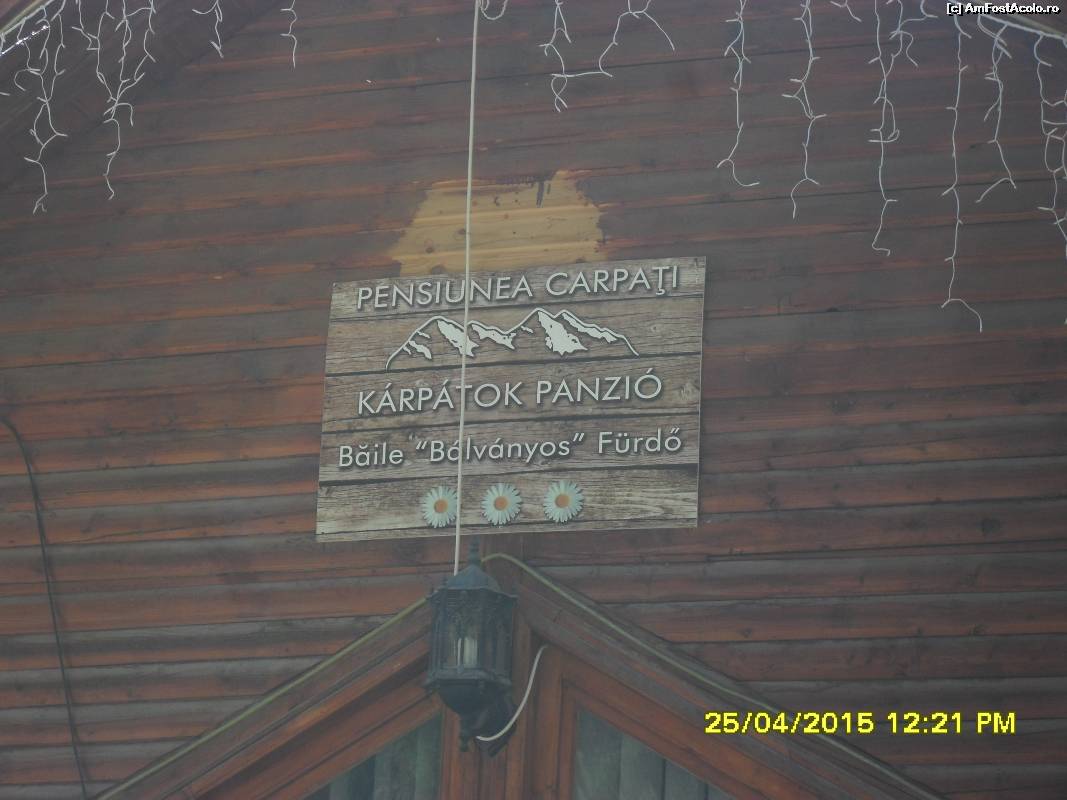 [c] AmFostAcolo.ro
PENSIUNEA CARPAŢI
KÁRPÁTOK PANZIÓ
Băile “Bálványos” Fürdő
25/04/2015 12:21 PM